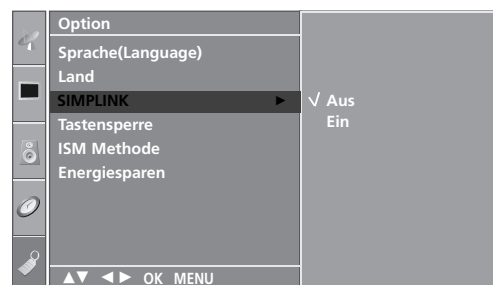 Option
Sprache(Language)
Land
SIMPLINK ►
√ Aus
Ein
Tastensperre
ISM Methode
Energiesparen
▲▼ ◄► OK MENU